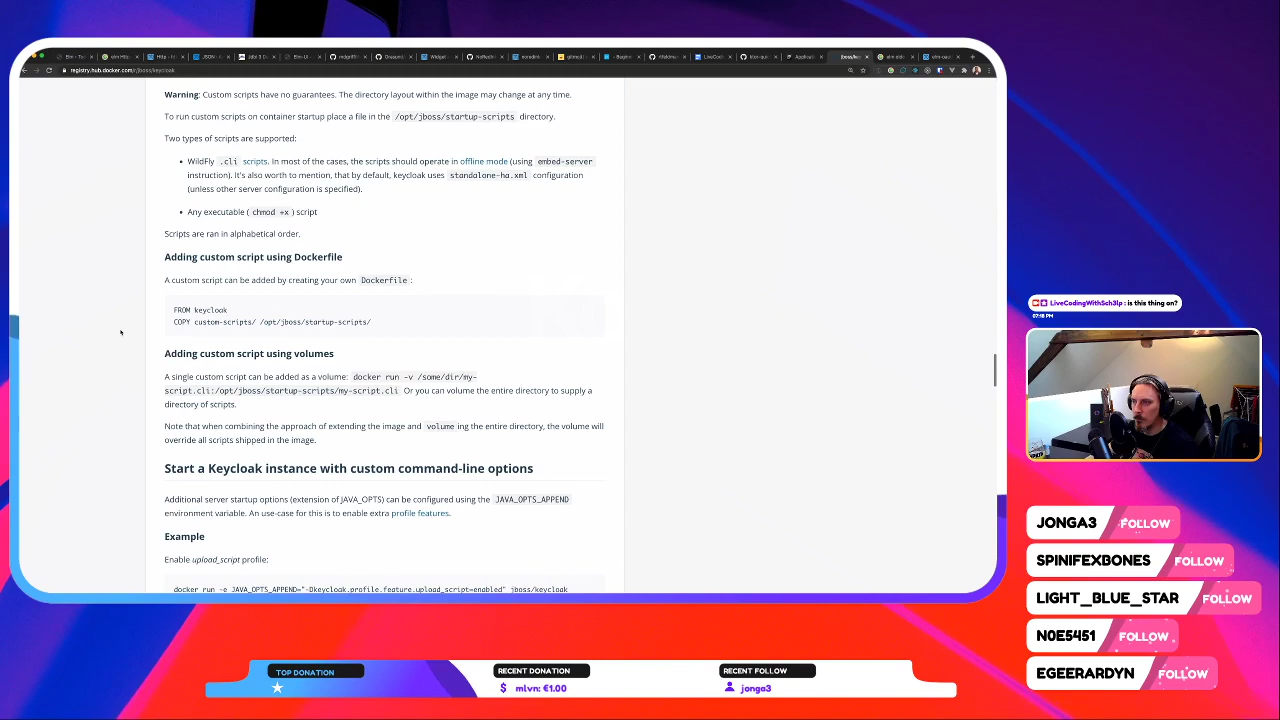 registry.hub.docker.com/r/jboss/keycloak
Warning: Custom scripts have no guarantees. The directory layout within the image may change at any time.
To run custom scripts on container startup place a file in the /opt/jboss/startup-scripts directory.
Two types of scripts are supported:
• WildFly .cli scripts. In most of the cases, the scripts should operate in offline mode (using embed-server
instruction). It's also worth to mention, that by default, keycloak uses standalone-ha.xml configuration
(unless other server configuration is specified).
• Any executable ( chmod +x ) script
Scripts are ran in alphabetical order.
Adding custom script using Dockerfile
A custom script can be added by creating your own Dockerfile :
FROM keycloak
COPY custom-scripts/ /opt/jboss/startup-scripts/
Adding custom script using volumes
A single custom script can be added as a volume: docker run -v /some/dir/my-
script.cli:/opt/jboss/startup-scripts/my-script.cli Or you can volume the entire directory to supply a
directory of scripts.
Note that when combining the approach of extending the image and volume ing the entire directory, the volume will
override all scripts shipped in the image.
Start a Keycloak instance with custom command-line options
Additional server startup options (extension of JAVA_OPTS) can be configured using the JAVA_OPTS_APPEND
environment variable. An use-case for this is to enable extra profile features.
Example
Enable upload_script profile:
docker run -e JAVA_OPTS_APPEND="-Dkeycloak.profile.feature.upload_script=enabled" jboss/keycloak
LiveCodingWithSch3lp : is this thing on?
07:18 PM
JONGA3 FOLLOW
SPINIFEXBONES FOLLOW
LIGHT_BLUE_STAR FOLLOW
N0E5451 FOLLOW
EGEERARDYN FOLLOW
TOP DONATION
RECENT DONATION
$ mlvn: €1.00
RECENT FOLLOW
jonga3